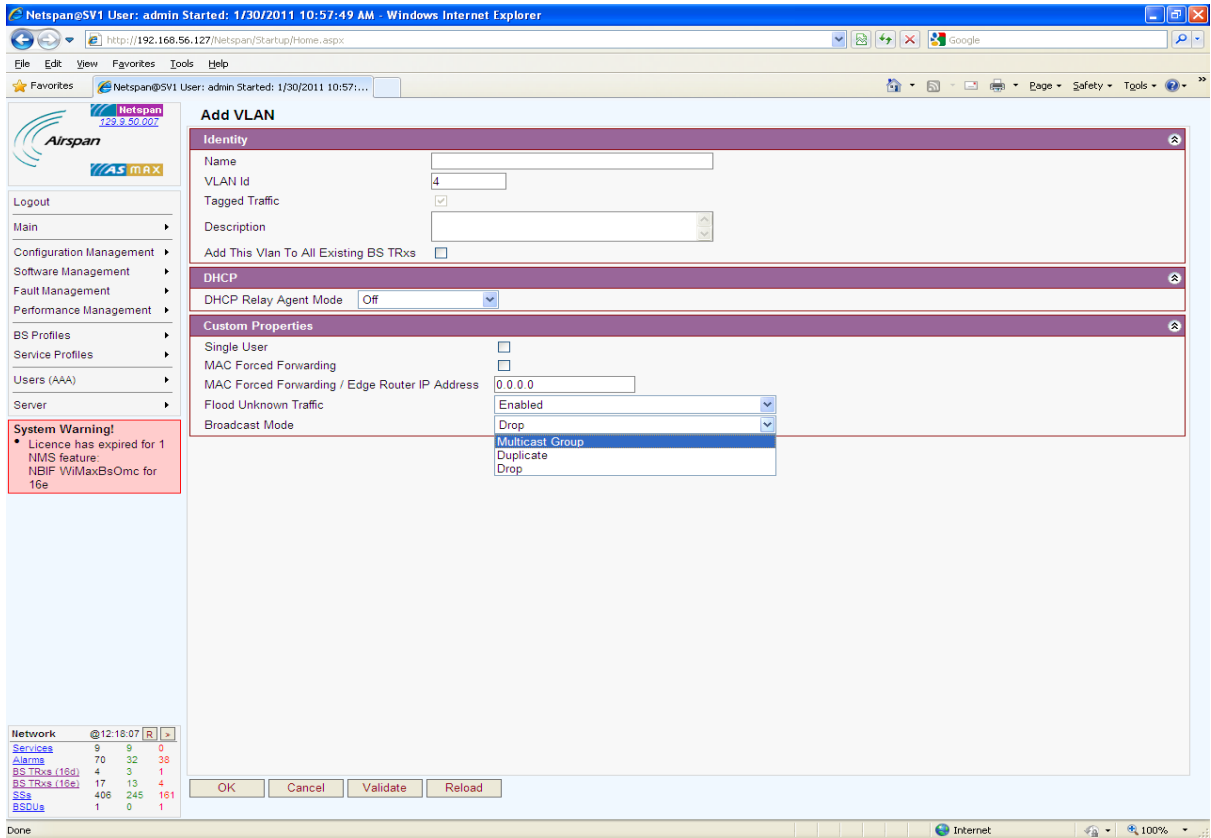 Netspan@SV1 User: admin Started: 1/30/2011 10:57:49 AM - Windows Internet Explorer
http://192.168.56.127/Netspan/Startup/Home.aspx
Google
File Edit View Favorites Tools Help
Favorites
Netspan@SV1 User: admin Started: 1/30/2011 10:57:...
Page Safety Tools
Netspan
129.9.50.007
Airspan
AS MAX
Logout
Main
Configuration Management
Software Management
Fault Management
Performance Management
BS Profiles
Service Profiles
Users (AAA)
Server
System Warning!
• Licence has expired for 1
NMS feature:
NBIF WiMaxBsOmc for
16e
Network @12:18:07 R >
Services 9 9 0
Alarms 70 32 38
BS TRxs (16d) 4 3 1
BS TRxs (16e) 17 13 4
SSs 406 245 161
BSDUs 1 0 1
Add VLAN
Identity
Name
VLAN Id 4
Tagged Traffic
Description
Add This Vlan To All Existing BS TRxs
DHCP
DHCP Relay Agent Mode Off
Custom Properties
Single User
MAC Forced Forwarding
MAC Forced Forwarding / Edge Router IP Address 0.0.0.0
Flood Unknown Traffic Enabled
Broadcast Mode Drop
Multicast Group
Duplicate
Drop
OK Cancel Validate Reload
Done
Internet
100%